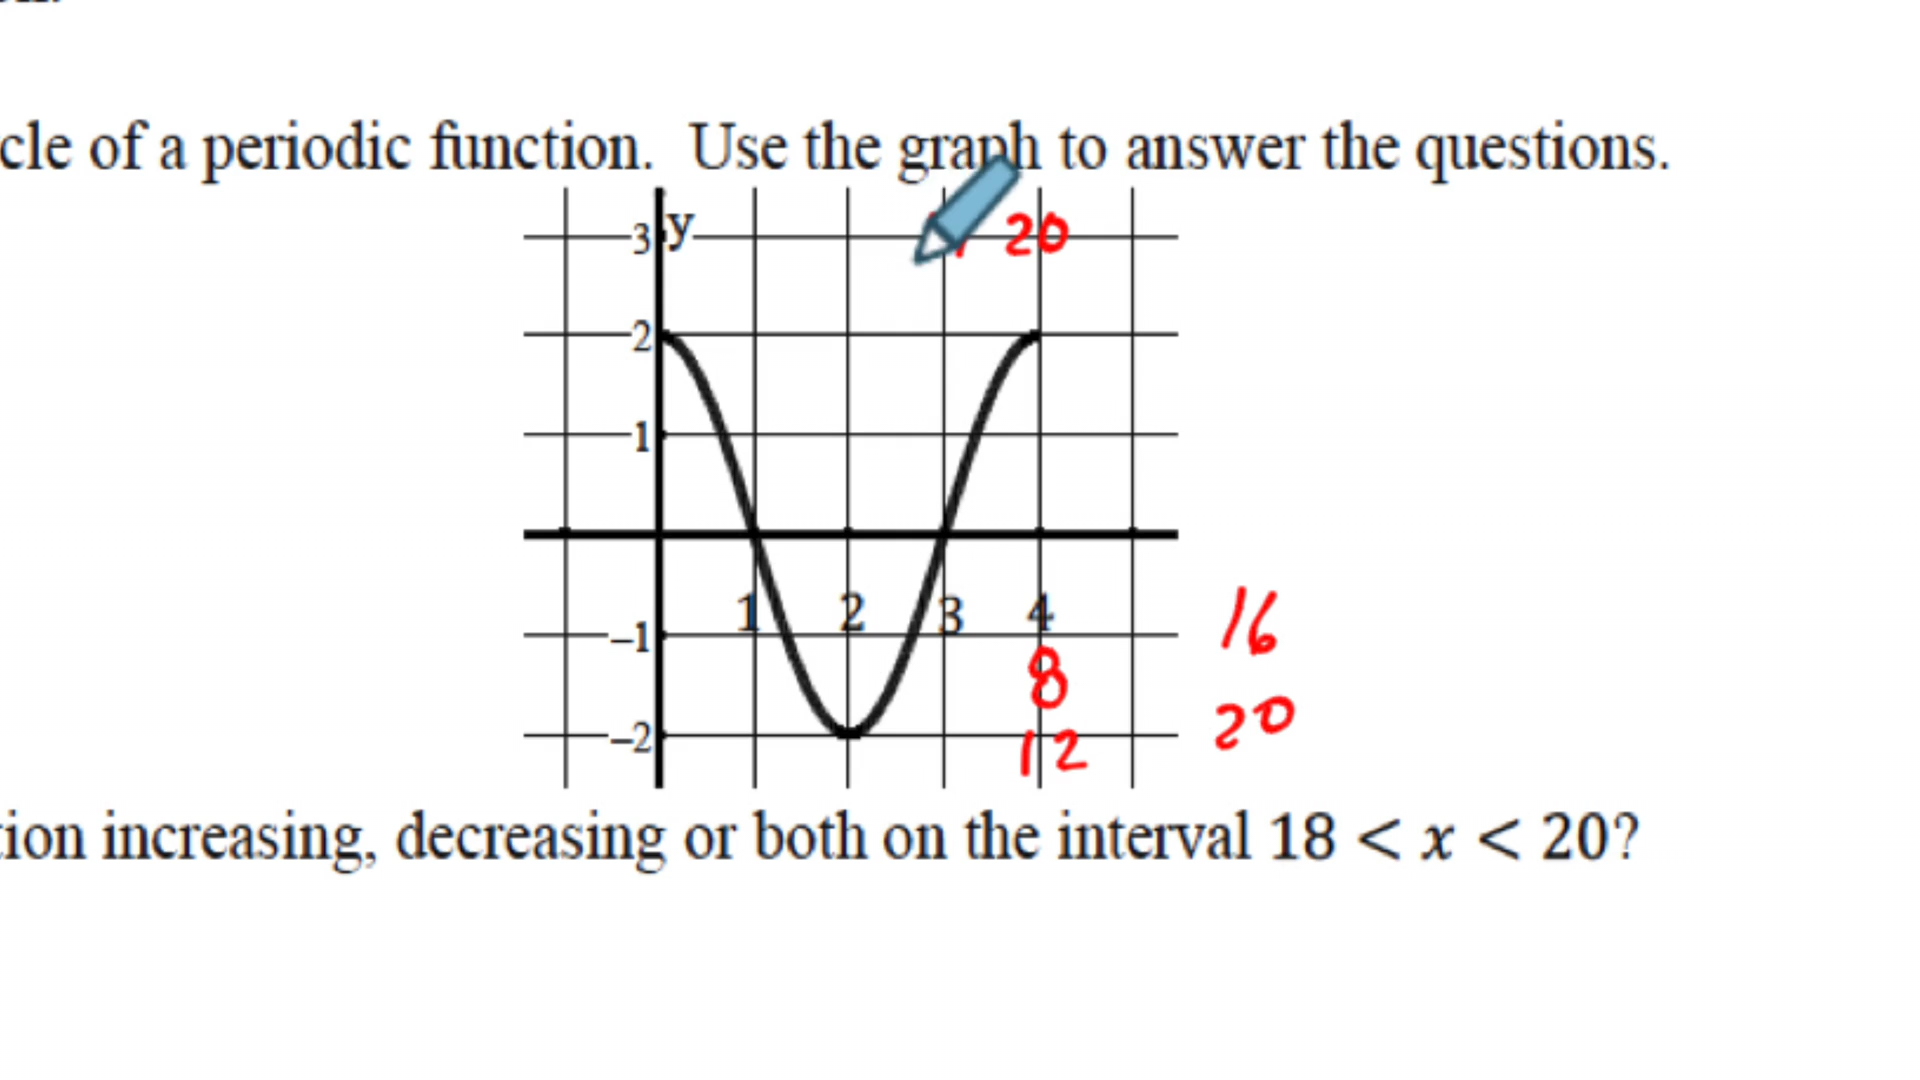 cle of a periodic function. Use the graph to answer the questions.
y
3
20
2
1
1 2 3 4
-1
16
8
20
-2
12
increasing, decreasing or both on the interval 18 < x < 20?